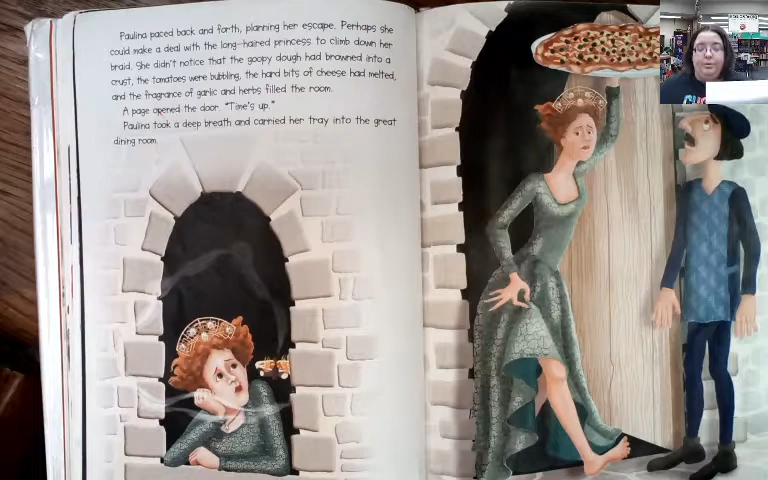 Paulina paced back and forth, planning her escape. Perhaps she
could make a deal with the long-haired princess to climb down her
braid. She didn't notice that the goopy dough had browned into a
crust, the tomatoes were bubbling, the hard bits of cheese had melted,
and the fragrance of garlic and herbs filled the room.
A page opened the door. "Time's up."
Paulina took a deep breath and carried her tray into the great
dining room.